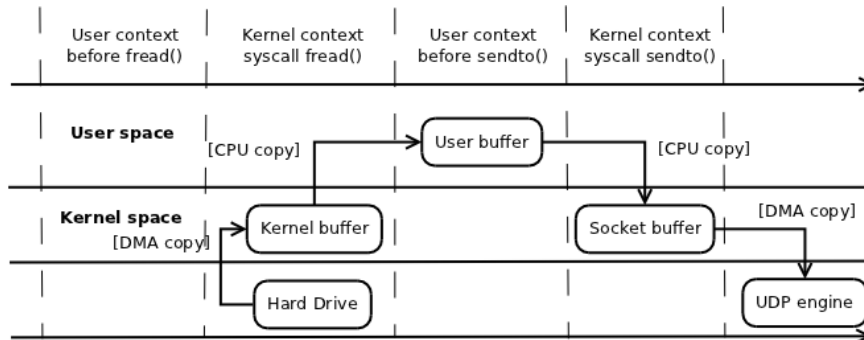 User context
before fread()
Kernel context
syscall fread()
User context
before sendto()
Kernel context
syscall sendto()
User space
[CPU copy]
User buffer
[CPU copy]
Kernel space
[DMA copy]
Kernel buffer
Socket buffer
[DMA copy]
Hard Drive
UDP engine